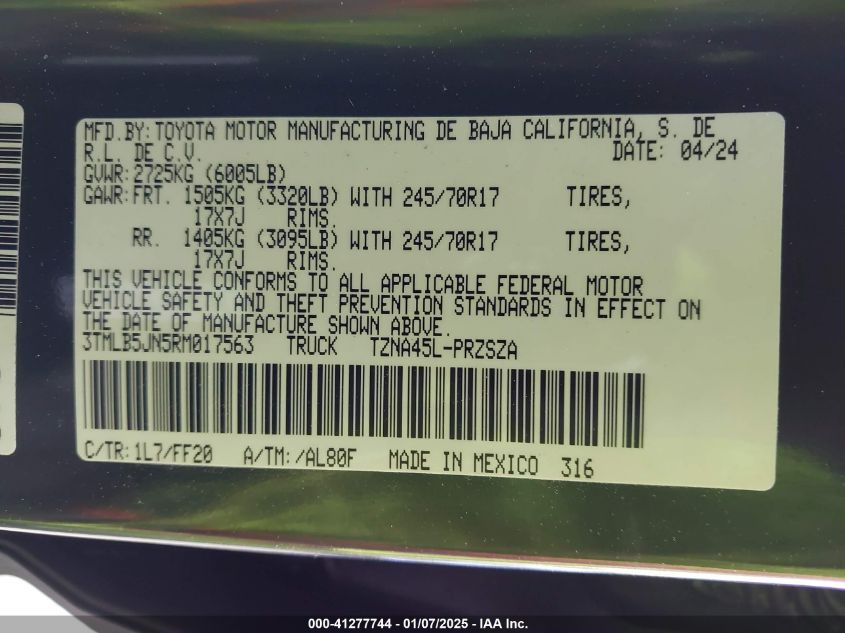 MFD.BY:TOYOTA MOTOR MANUFACTURING DE BAJA CALIFORNIA, S. DE
R.L. DE C.V. DATE: 04/24
GVWR:2725KG (6005LB)
GAWR:FRT. 1505KG (3320LB) WITH 245/70R17 TIRES,
17X7J RIMS.
RR. 1405KG (3095LB) WITH 245/70R17 TIRES,
17X7J RIMS.
THIS VEHICLE CONFORMS TO ALL APPLICABLE FEDERAL MOTOR
VEHICLE SAFETY AND THEFT PREVENTION STANDARDS IN EFFECT ON
THE DATE OF MANUFACTURE SHOWN ABOVE.
3TMLB5JN5RM017563 TRUCK TZNA45L-PRZSZA
C/TR:1L7/FF20 A/TM:/AL80F MADE IN MEXICO 316
000-41277744 - 01/07/2025 - IAA Inc.